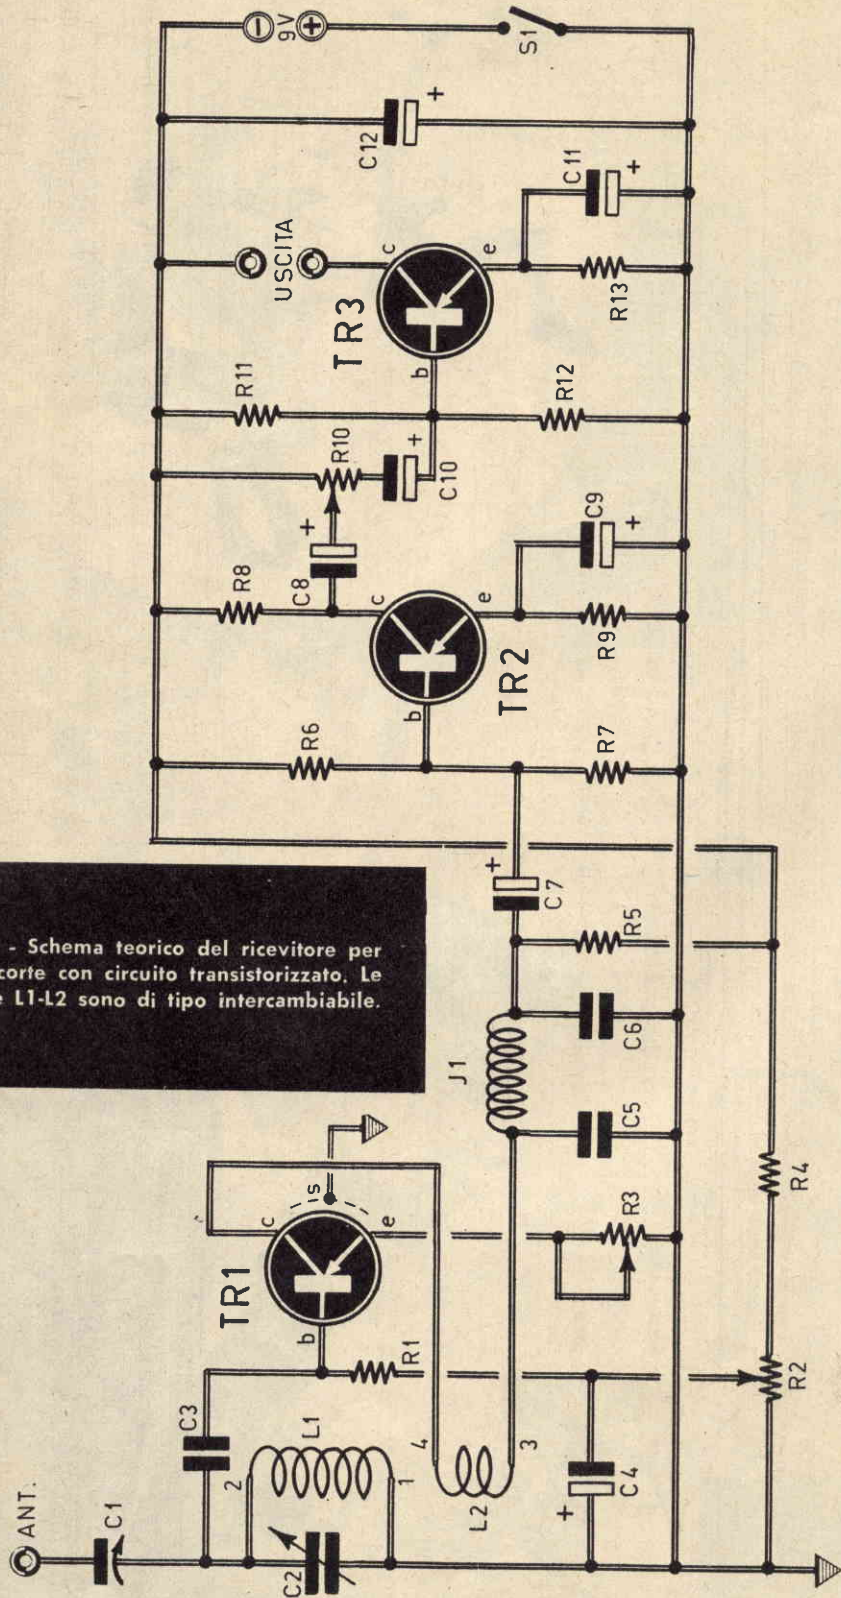 - Schema teorico del ricevitore per
corte con circuito transistorizzato. Le
L1-L2 sono di tipo intercambiabile.
ANT.
C1
C2
C3
L1
2
1
4
3
L2
C4
+
TR1
b
c
e
s
R1
R2
R3
R4
J1
C5
C6
R5
C7
+
R6
R7
TR2
b
c
e
R8
R9
C8
+
C9
+
R10
C10
+
R11
R12
TR3
b
c
e
USCITA
R13
C11
+
C12
+
9V
−
+
S1